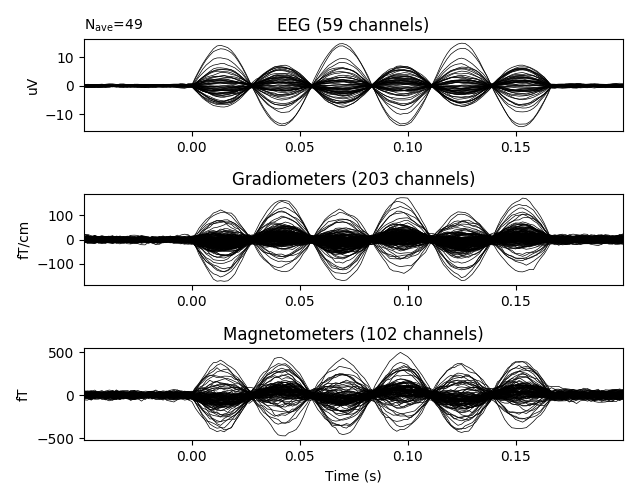 N_ave=49
EEG (59 channels)
uV
10
0
−10
0.00 0.05 0.10 0.15
Gradiometers (203 channels)
fT/cm
100
0
−100
0.00 0.05 0.10 0.15
Magnetometers (102 channels)
fT
500
0
−500
0.00 0.05 0.10 0.15
Time (s)